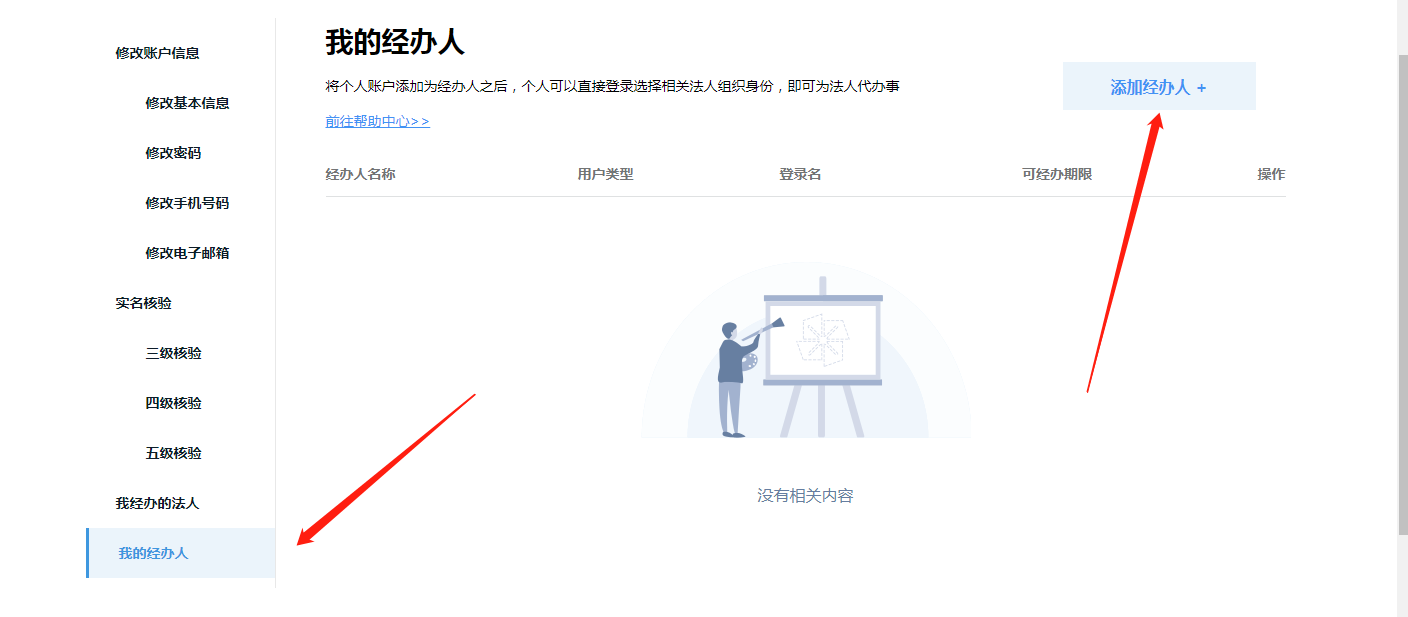 修改账户信息
修改基本信息
修改密码
修改手机号码
修改电子邮箱
实名核验
三级核验
四级核验
五级核验
我经办的法人
我的经办人
我的经办人
将个人账户添加为经办人之后，个人可以直接登录选择相关法人组织身份，即可为法人代办事
前往帮助中心>>
添加经办人 +
经办人名称 用户类型 登录名 可经办期限 操作
没有相关内容